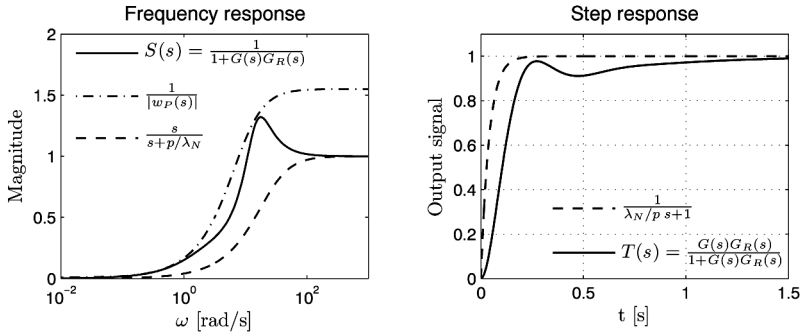 Frequency response
2
1.5
1
0.5
0
Magnitude
S(s) = 1/(1+G(s)G_R(s))
1/|w_P(s)|
s/(s+p/λ_N)
10^−2
10^0
10^2
ω [rad/s]
Step response
1
0.8
0.6
0.4
0.2
0
Output signal
1/(λ_N/p s+1)
T(s) = G(s)G_R(s)/(1+G(s)G_R(s))
0
0.5
1
1.5
t [s]